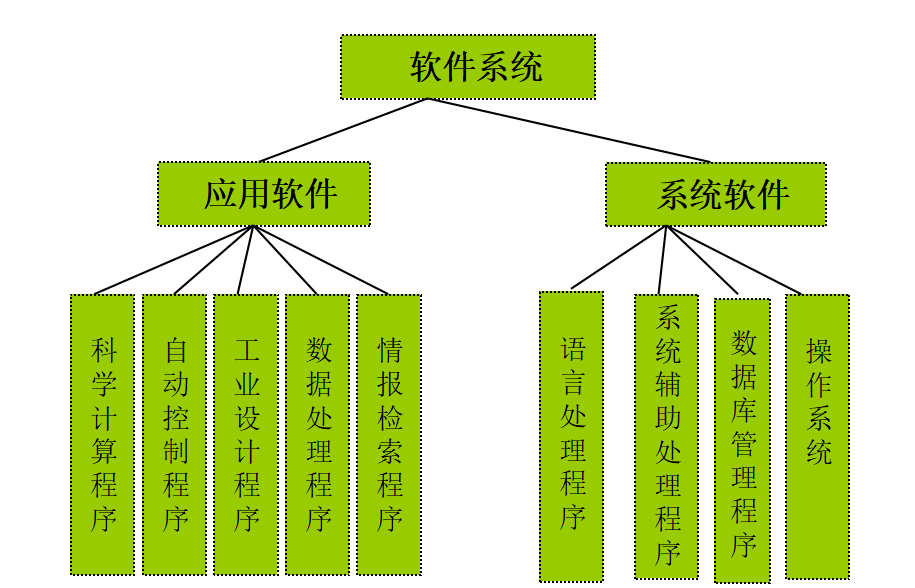 软件系统
应用软件
系统软件
科学计算程序
自动控制程序
工业设计程序
数据处理程序
情报检索程序
语言处理程序
系统辅助处理程序
数据库管理程序
操作系统